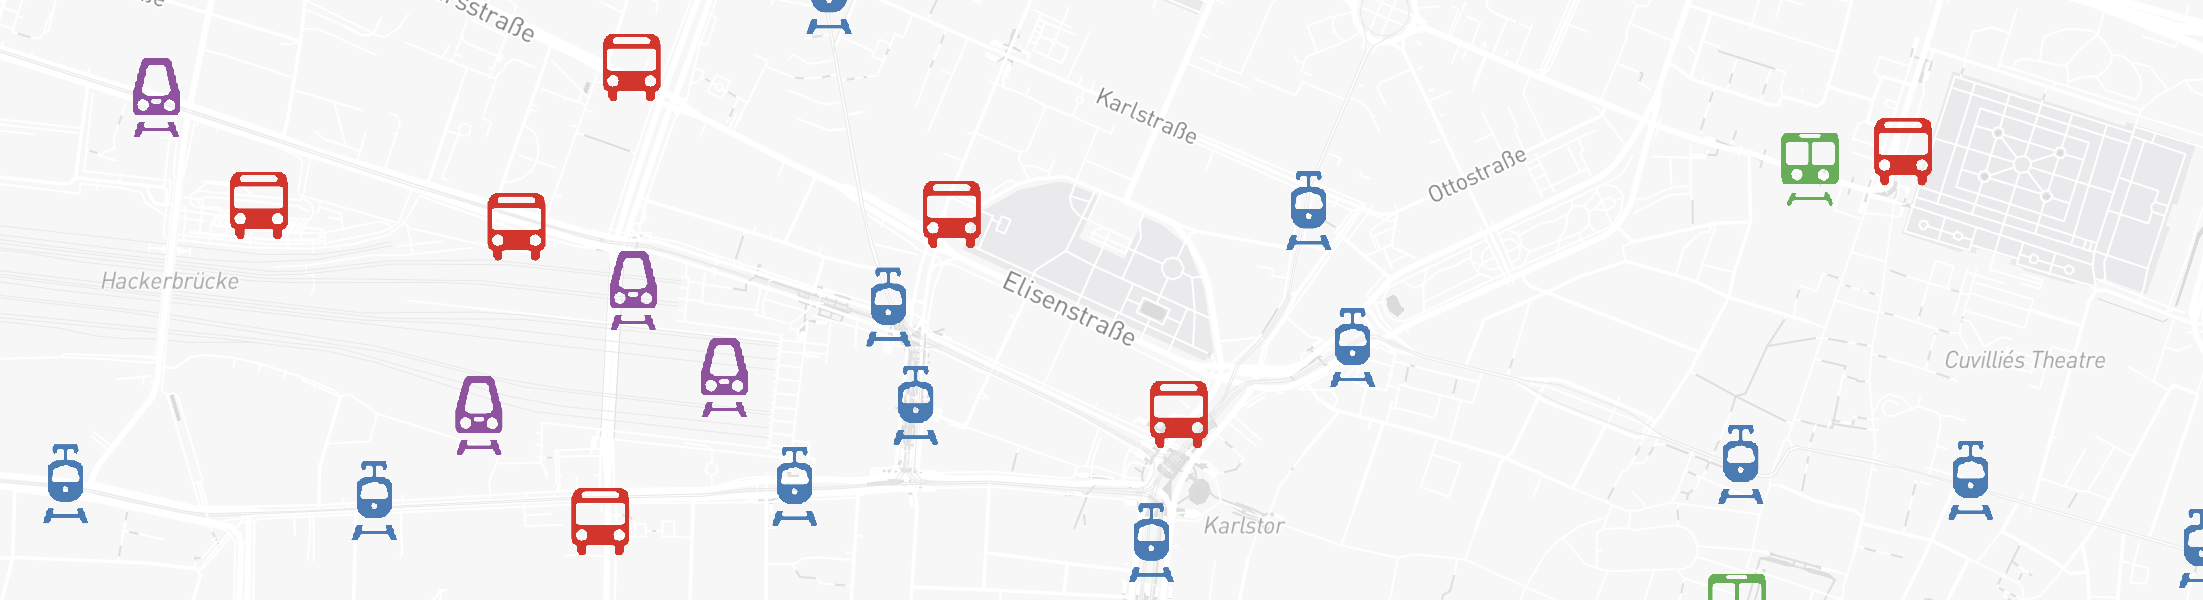 Karlstraße
Ottostraße
Hackerbrücke
Elisenstraße
Cuvilliés Theatre
Karlstor